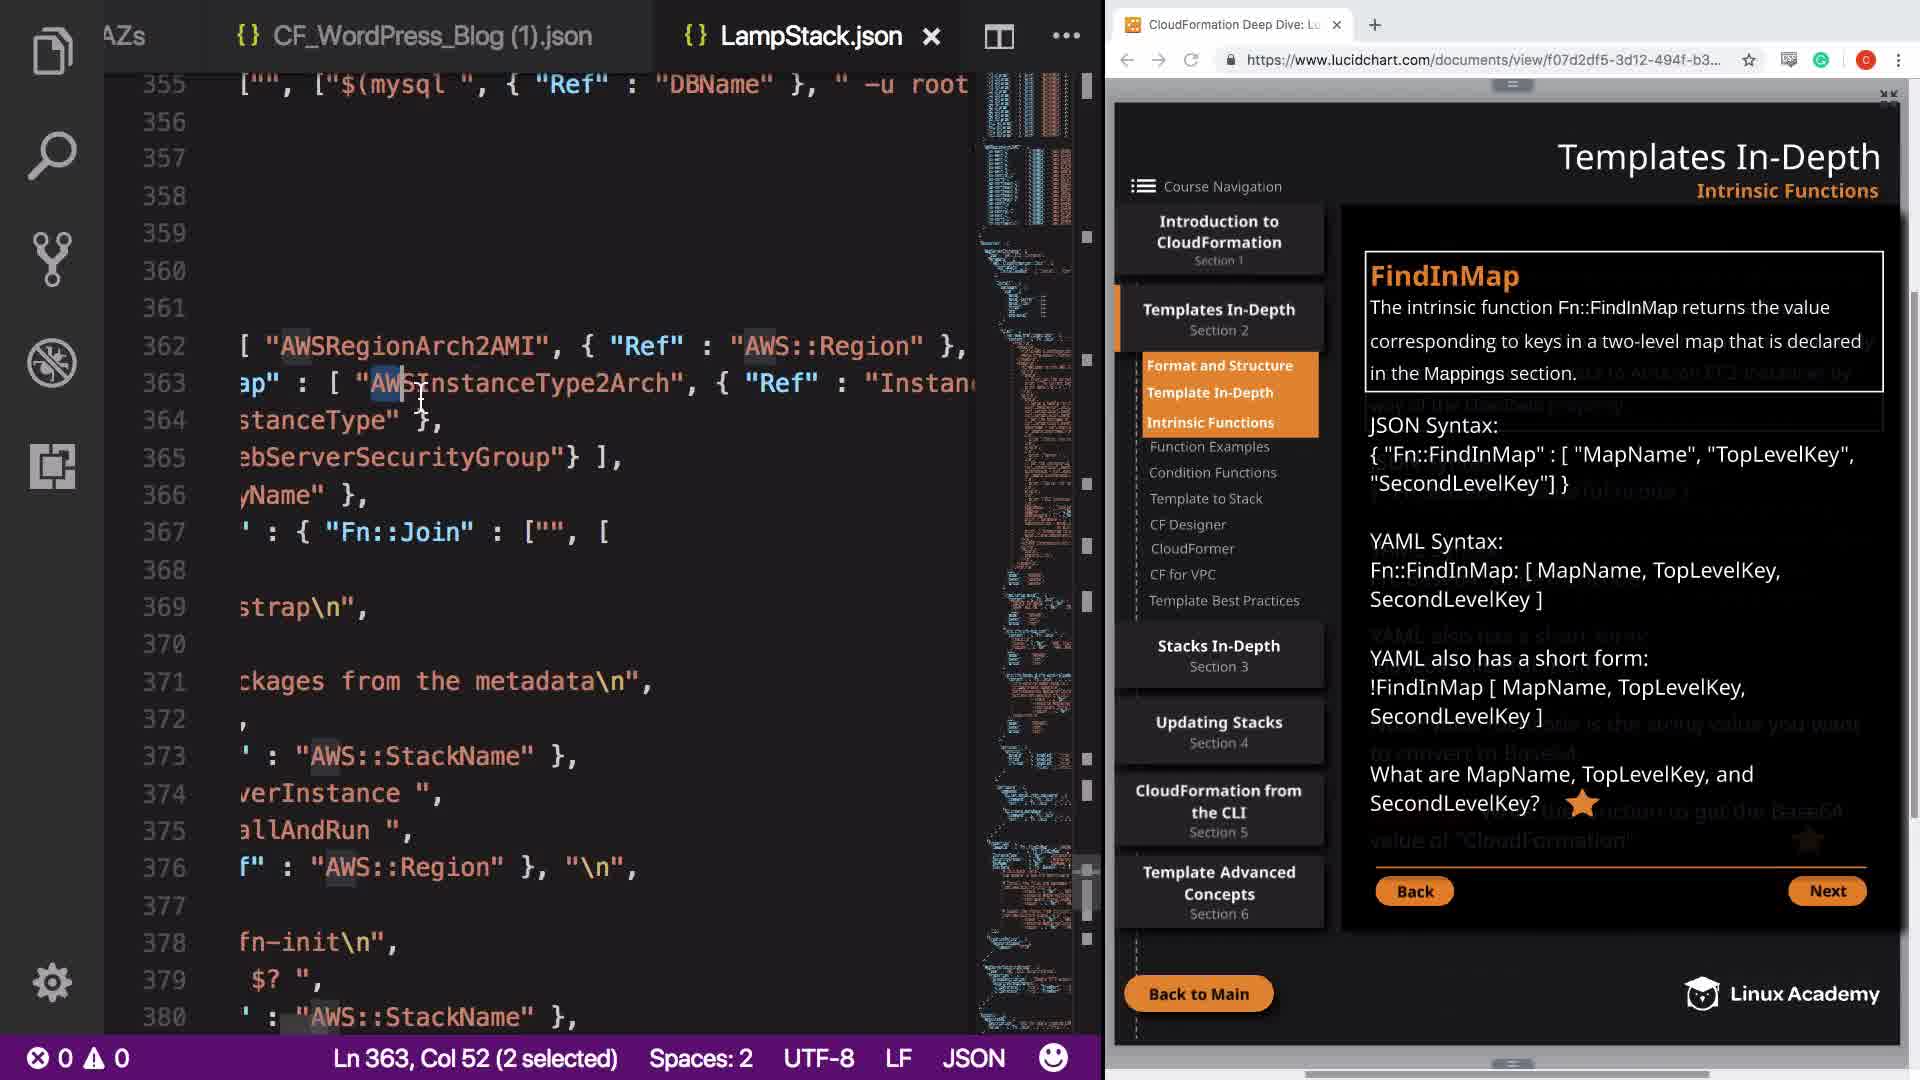 AZs
{} CF_WordPress_Blog (1).json
{} LampStack.json
355 ["", ["$(mysql ", { "Ref" : "DBName" }, " -u root
356
357
358
359
360
361
362 [ "AWSRegionArch2AMI", { "Ref" : "AWS::Region" },
363 ap" : [ "AWSInstanceType2Arch", { "Ref" : "Instanc
364 stanceType" },
365 ebServerSecurityGroup"} ],
366 yName" },
367 " : { "Fn::Join" : ["", [
368
369 strap\n",
370
371 ckages from the metadata\n",
372 ,
373 " : "AWS::StackName" },
374 verInstance ",
375 allAndRun ",
376 f" : "AWS::Region" }, "\n",
377
378 fn-init\n",
379 $? ",
380 " : "AWS::StackName" },
0 0 Ln 363, Col 52 (2 selected) Spaces: 2 UTF-8 LF JSON
CloudFormation Deep Dive: Lu
https://www.lucidchart.com/documents/view/f07d2df5-3d12-494f-b3...
C
Templates In-Depth
Intrinsic Functions
Course Navigation
Introduction to
CloudFormation
Section 1
Templates In-Depth
Section 2
Format and Structure
Template In-Depth
Intrinsic Functions
Function Examples
Condition Functions
Template to Stack
CF Designer
CloudFormer
CF for VPC
Template Best Practices
Stacks In-Depth
Section 3
Updating Stacks
Section 4
CloudFormation from
the CLI
Section 5
Template Advanced
Concepts
Section 6
Back to Main
FindInMap
The intrinsic function Fn::FindInMap returns the value
corresponding to keys in a two-level map that is declared
in the Mappings section.
JSON Syntax:
{ "Fn::FindInMap" : [ "MapName", "TopLevelKey",
"SecondLevelKey"] }
YAML Syntax:
Fn::FindInMap: [ MapName, TopLevelKey,
SecondLevelKey ]
YAML also has a short form:
!FindInMap [ MapName, TopLevelKey,
SecondLevelKey ]
What are MapName, TopLevelKey, and
SecondLevelKey?
Back
Next
Linux Academy